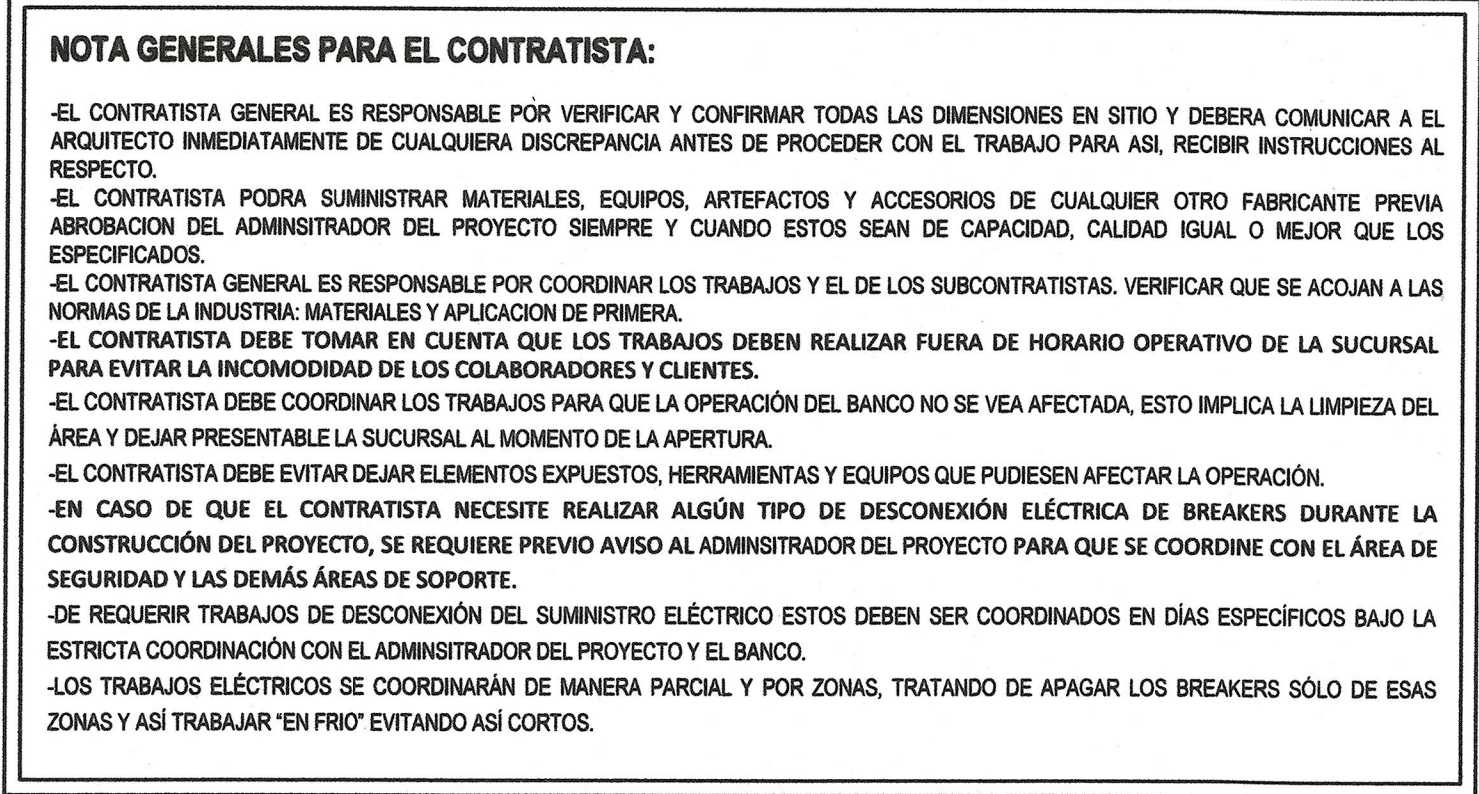 NOTA GENERALES PARA EL CONTRATISTA:
-EL CONTRATISTA GENERAL ES RESPONSABLE POR VERIFICAR Y CONFIRMAR TODAS LAS DIMENSIONES EN SITIO Y DEBERA COMUNICAR A EL
ARQUITECTO INMEDIATAMENTE DE CUALQUIERA DISCREPANCIA ANTES DE PROCEDER CON EL TRABAJO PARA ASI, RECIBIR INSTRUCCIONES AL
RESPECTO.
-EL CONTRATISTA PODRA SUMINISTRAR MATERIALES, EQUIPOS, ARTEFACTOS Y ACCESORIOS DE CUALQUIER OTRO FABRICANTE PREVIA
ABROBACION DEL ADMINSITRADOR DEL PROYECTO SIEMPRE Y CUANDO ESTOS SEAN DE CAPACIDAD, CALIDAD IGUAL O MEJOR QUE LOS
ESPECIFICADOS.
-EL CONTRATISTA GENERAL ES RESPONSABLE POR COORDINAR LOS TRABAJOS Y EL DE LOS SUBCONTRATISTAS. VERIFICAR QUE SE ACOJAN A LAS
NORMAS DE LA INDUSTRIA: MATERIALES Y APLICACION DE PRIMERA.
-EL CONTRATISTA DEBE TOMAR EN CUENTA QUE LOS TRABAJOS DEBEN REALIZAR FUERA DE HORARIO OPERATIVO DE LA SUCURSAL
PARA EVITAR LA INCOMODIDAD DE LOS COLABORADORES Y CLIENTES.
-EL CONTRATISTA DEBE COORDINAR LOS TRABAJOS PARA QUE LA OPERACIÓN DEL BANCO NO SE VEA AFECTADA, ESTO IMPLICA LA LIMPIEZA DEL
ÁREA Y DEJAR PRESENTABLE LA SUCURSAL AL MOMENTO DE LA APERTURA.
-EL CONTRATISTA DEBE EVITAR DEJAR ELEMENTOS EXPUESTOS, HERRAMIENTAS Y EQUIPOS QUE PUDIESEN AFECTAR LA OPERACIÓN.
-EN CASO DE QUE EL CONTRATISTA NECESITE REALIZAR ALGÚN TIPO DE DESCONEXIÓN ELÉCTRICA DE BREAKERS DURANTE LA
CONSTRUCCIÓN DEL PROYECTO, SE REQUIERE PREVIO AVISO AL ADMINSITRADOR DEL PROYECTO PARA QUE SE COORDINE CON EL ÁREA DE
SEGURIDAD Y LAS DEMÁS ÁREAS DE SOPORTE.
-DE REQUERIR TRABAJOS DE DESCONEXIÓN DEL SUMINISTRO ELÉCTRICO ESTOS DEBEN SER COORDINADOS EN DÍAS ESPECÍFICOS BAJO LA
ESTRICTA COORDINACIÓN CON EL ADMINSITRADOR DEL PROYECTO Y EL BANCO.
-LOS TRABAJOS ELÉCTRICOS SE COORDINARÁN DE MANERA PARCIAL Y POR ZONAS, TRATANDO DE APAGAR LOS BREAKERS SÓLO DE ESAS
ZONAS Y ASÍ TRABAJAR “EN FRIO” EVITANDO ASÍ CORTOS.